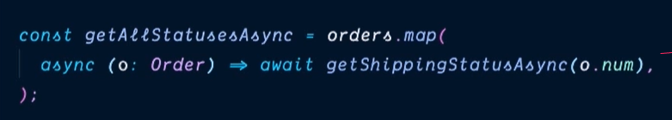 const getAllStatusesAsync = orders.map(
async (o: Order) => await getShippingStatusAsync(o.num),
);